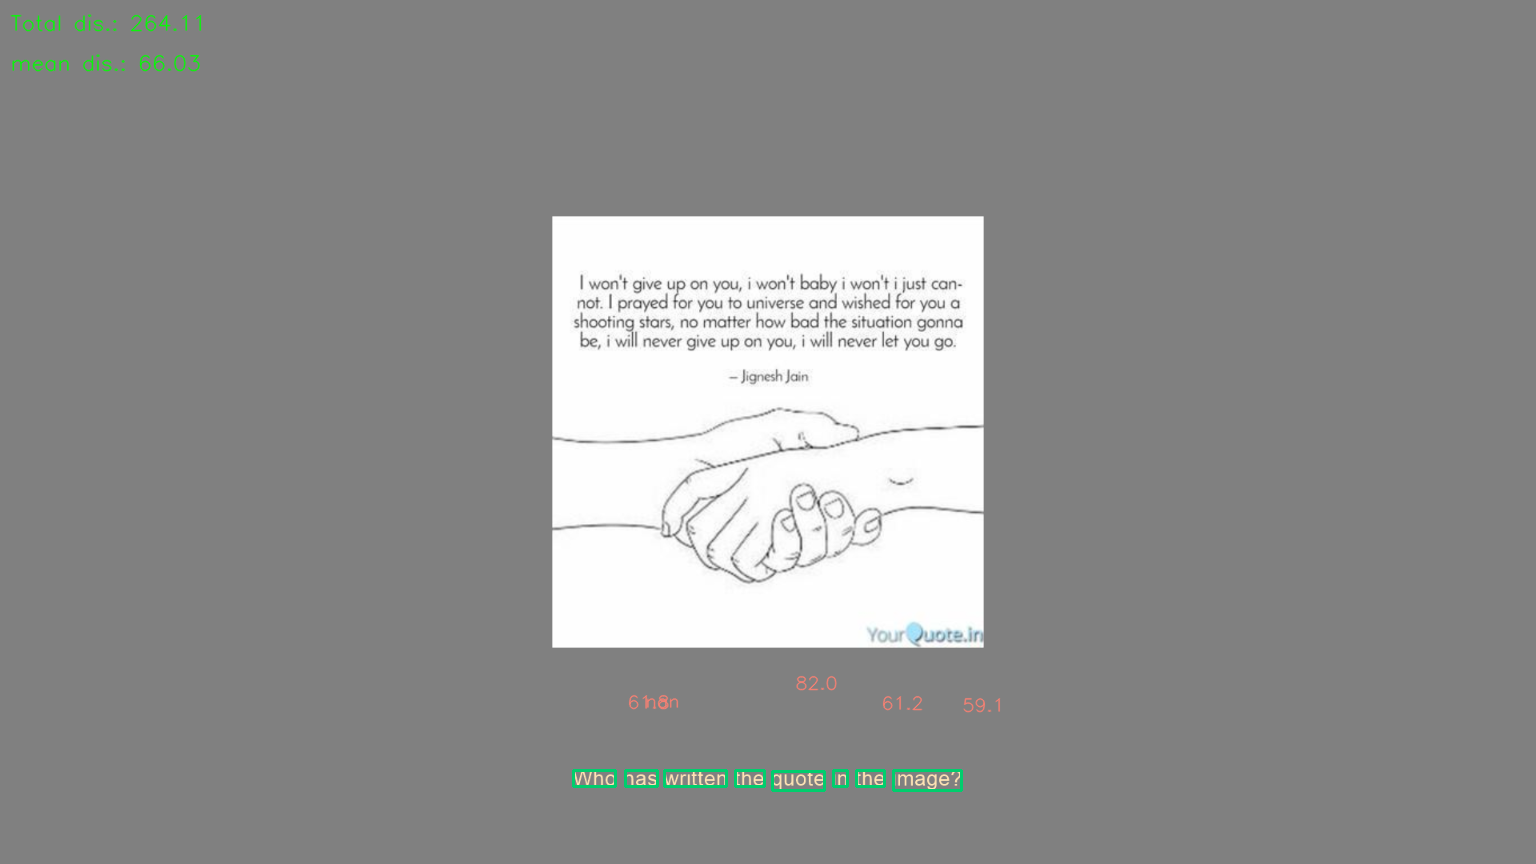 Total dis.: 264.11
mean dis.: 66.03
I won't give up on you, i won't baby i won't i just can-
not. I prayed for you to universe and wished for you a
shooting stars, no matter how bad the situation gonna
be, i will never give up on you, i will never let you go.
– Jignesh Jain
YourQuote.in
82.0
61.8 nan 61.2 59.1
Who has written the quote in the image?